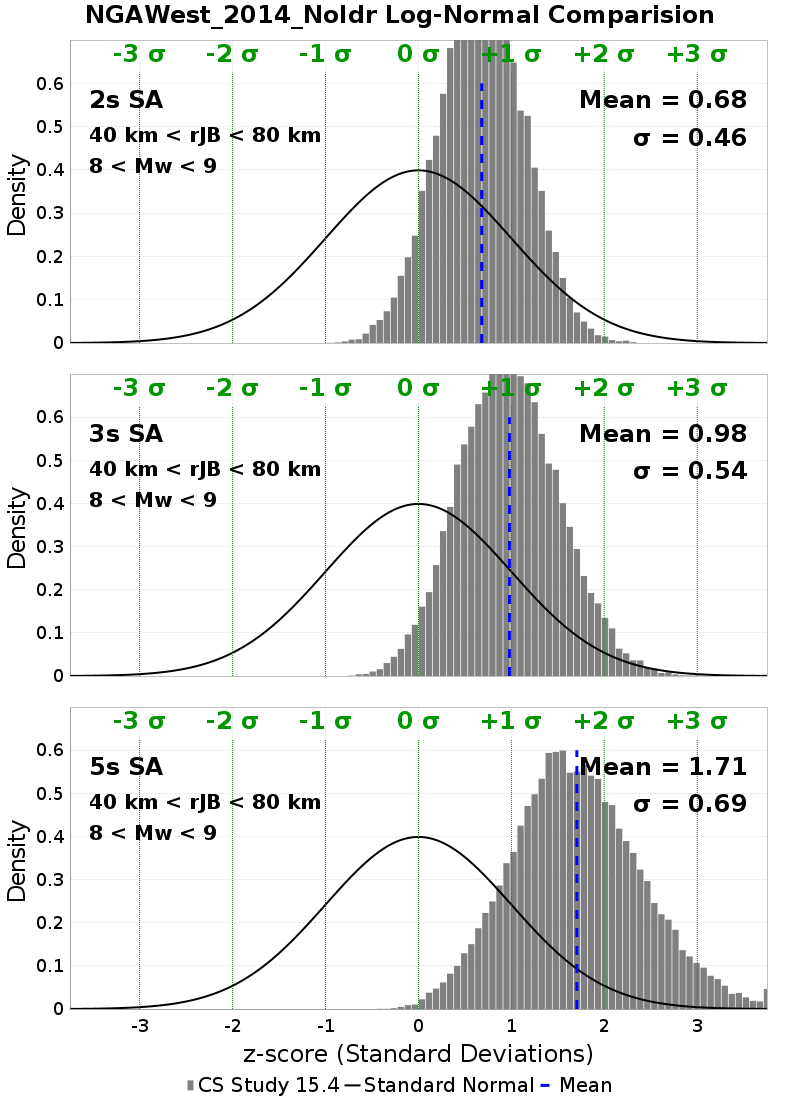 NGAWest_2014_NoIdr Log-Normal Comparision
-3 σ -2 σ -1 σ 0 σ +1 σ +2 σ +3 σ
2s SA Mean = 0.68
40 km < rJB < 80 km σ = 0.46
8 < Mw < 9
Density
0.6
0.5
0.4
0.3
0.2
0.1
0
-3 σ -2 σ -1 σ 0 σ +1 σ +2 σ +3 σ
3s SA Mean = 0.98
40 km < rJB < 80 km σ = 0.54
8 < Mw < 9
Density
0.6
0.5
0.4
0.3
0.2
0.1
0
-3 σ -2 σ -1 σ 0 σ +1 σ +2 σ +3 σ
5s SA Mean = 1.71
40 km < rJB < 80 km σ = 0.69
8 < Mw < 9
Density
0.6
0.5
0.4
0.3
0.2
0.1
0
-3 -2 -1 0 1 2 3
z-score (Standard Deviations)
CS Study 15.4 Standard Normal Mean